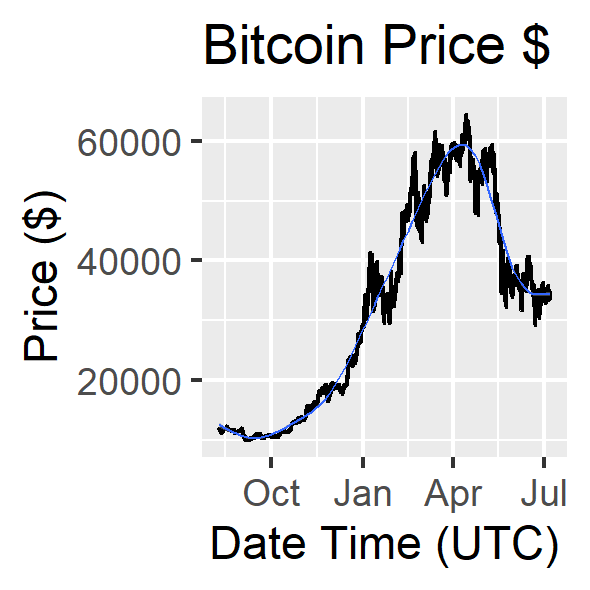 Bitcoin Price $
Price ($)
60000
40000
20000
Oct Jan Apr Jul
Date Time (UTC)